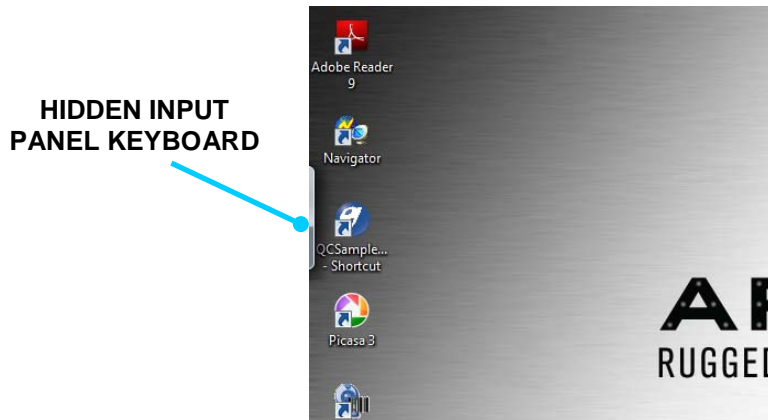 HIDDEN INPUT
PANEL KEYBOARD
Adobe Reader
9
Navigator
QCSample...
- Shortcut
Picasa 3
RUGGED